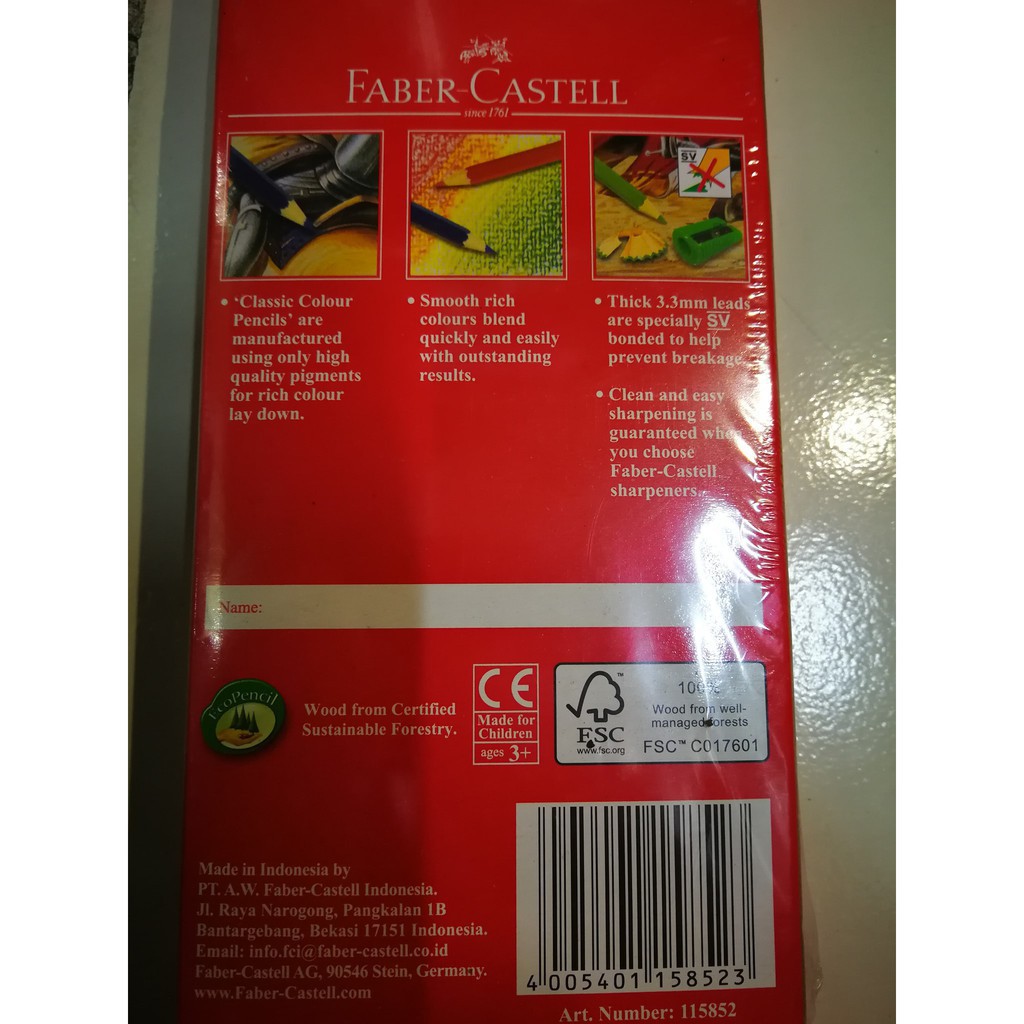 FABER-CASTELL
since 1761
SV
• 'Classic Colour
Pencils' are
manufactured
using only high
quality pigments
for rich colour
lay down.
• Smooth rich
colours blend
quickly and easily
with outstanding
results.
• Thick 3.3mm leads
are specially SV
bonded to help
prevent breakage.
• Clean and easy
sharpening is
guaranteed when
you choose
Faber-Castell
sharpeners.
Name:
EcoPencil
Wood from Certified
Sustainable Forestry.
CE
Made for
Children
ages 3+
FSC
™
www.fsc.org
100%
Wood from well-
managed forests
FSC™ C017601
Made in Indonesia by
PT. A.W. Faber-Castell Indonesia.
Jl. Raya Narogong, Pangkalan 1B
Bantargebang, Bekasi 17151 Indonesia.
Email: info.fci@faber-castell.co.id
Faber-Castell AG, 90546 Stein, Germany.
www.Faber-Castell.com
4 005401 158523
Art. Number: 115852